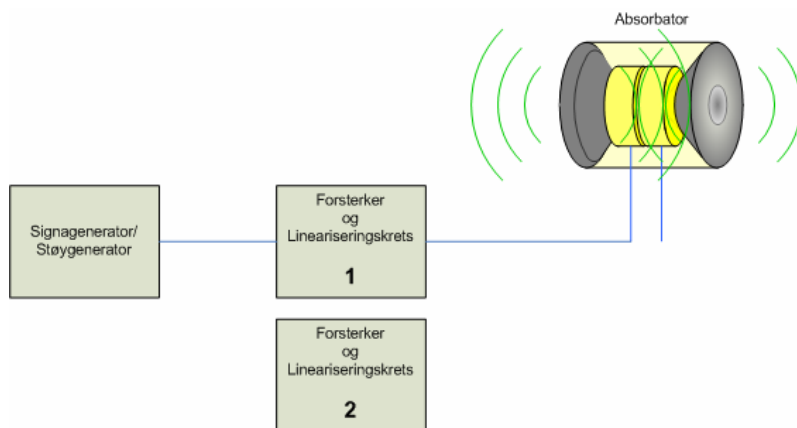 Absorbator
Signagenerator/
Støygenerator
Forsterker
og
Lineariseringskrets
1
Forsterker
og
Lineariseringskrets
2